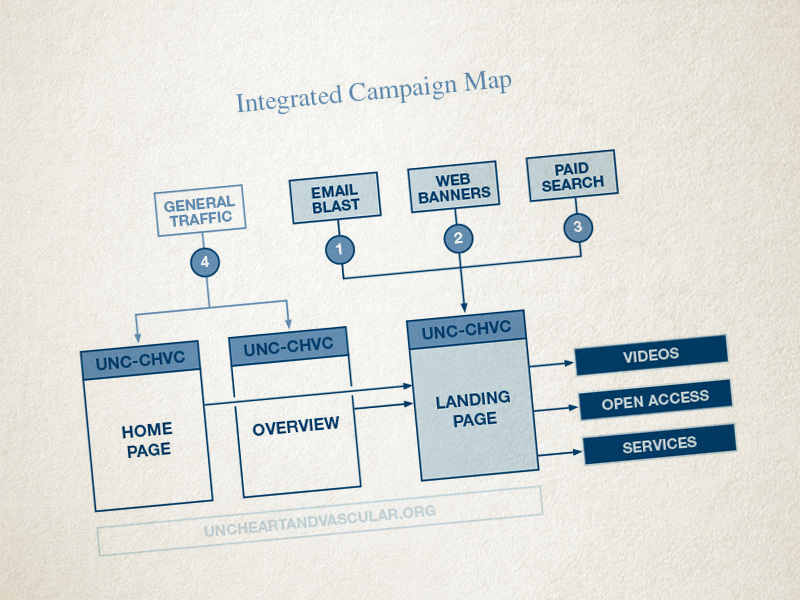 Integrated Campaign Map
GENERAL
TRAFFIC
EMAIL
BLAST
WEB
BANNERS
PAID
SEARCH
4
1
2
3
UNC-CHVC
HOME
PAGE
UNC-CHVC
OVERVIEW
UNC-CHVC
LANDING
PAGE
VIDEOS
OPEN ACCESS
SERVICES
UNCHEARTANDVASCULAR.ORG